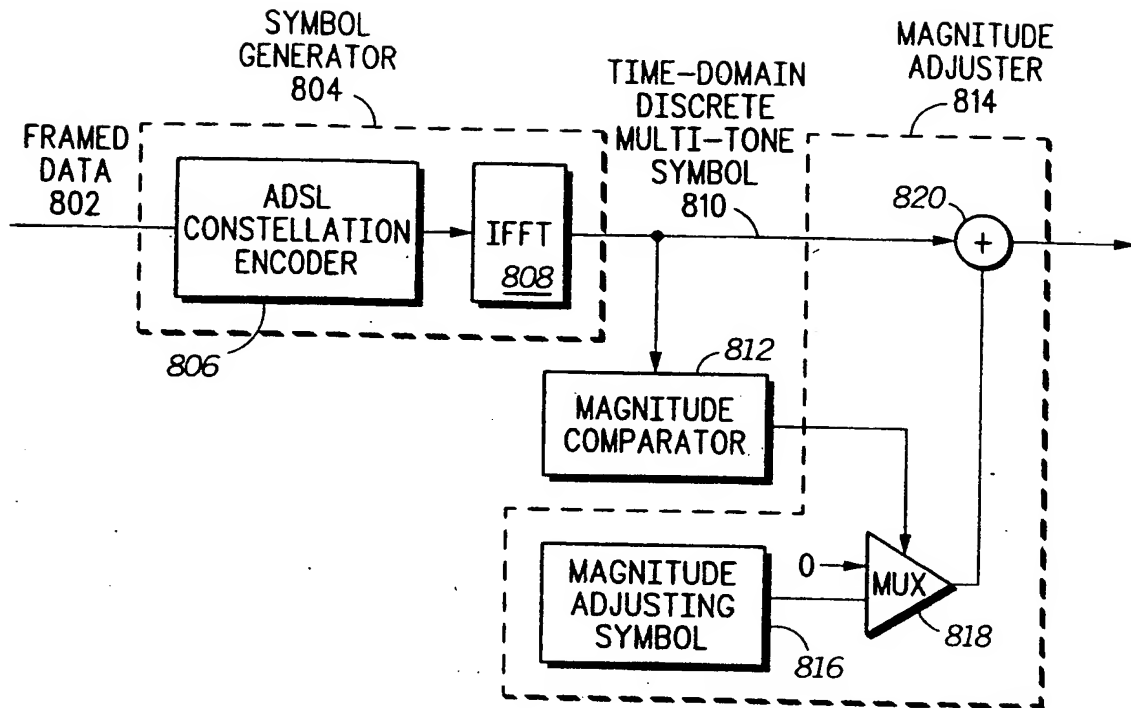 SYMBOL
GENERATOR
804
FRAMED
DATA
802
ADSL
CONSTELLATION
ENCODER
806
IFFT
808
TIME-DOMAIN
DISCRETE
MULTI-TONE
SYMBOL
810
MAGNITUDE
ADJUSTER
814
820
+
812
MAGNITUDE
COMPARATOR
MAGNITUDE
ADJUSTING
SYMBOL
816
0
MUX
818